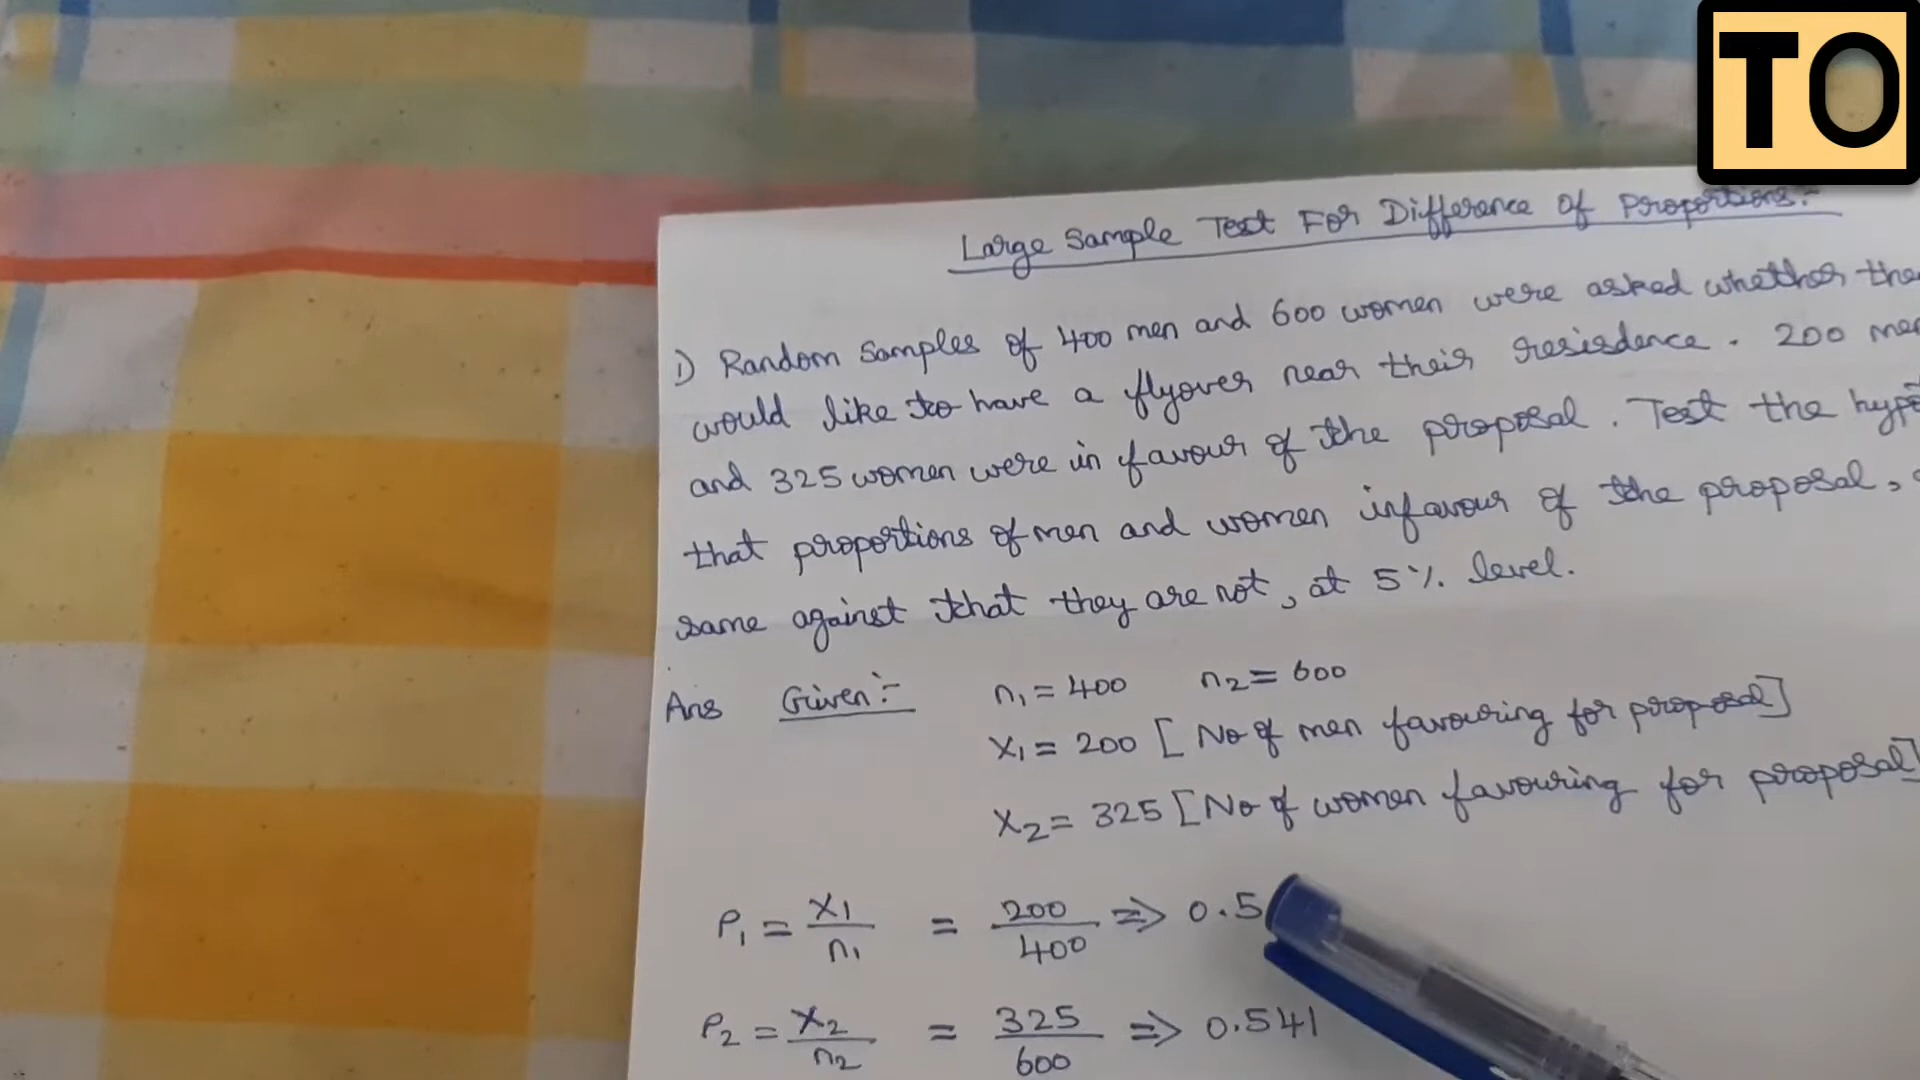 TO
Large Sample Test For Difference Of Proportions:-
1) Random Samples of 400 men and 600 women were asked whether the
would like to have a flyover near their resisdence. 200 men
and 325 women were in favour of the proposal. Test the hypo
that proportions of men and women infavour of the proposal,
same against that they are not, at 5% level.
Ans Given:- n1 = 400 n2 = 600
X1 = 200 [No of men favouring for proposal]
X2 = 325 [No of women favouring for proposal]
P1 = X1/n1 = 200/400 => 0.5
P2 = X2/n2 = 325/600 => 0.541